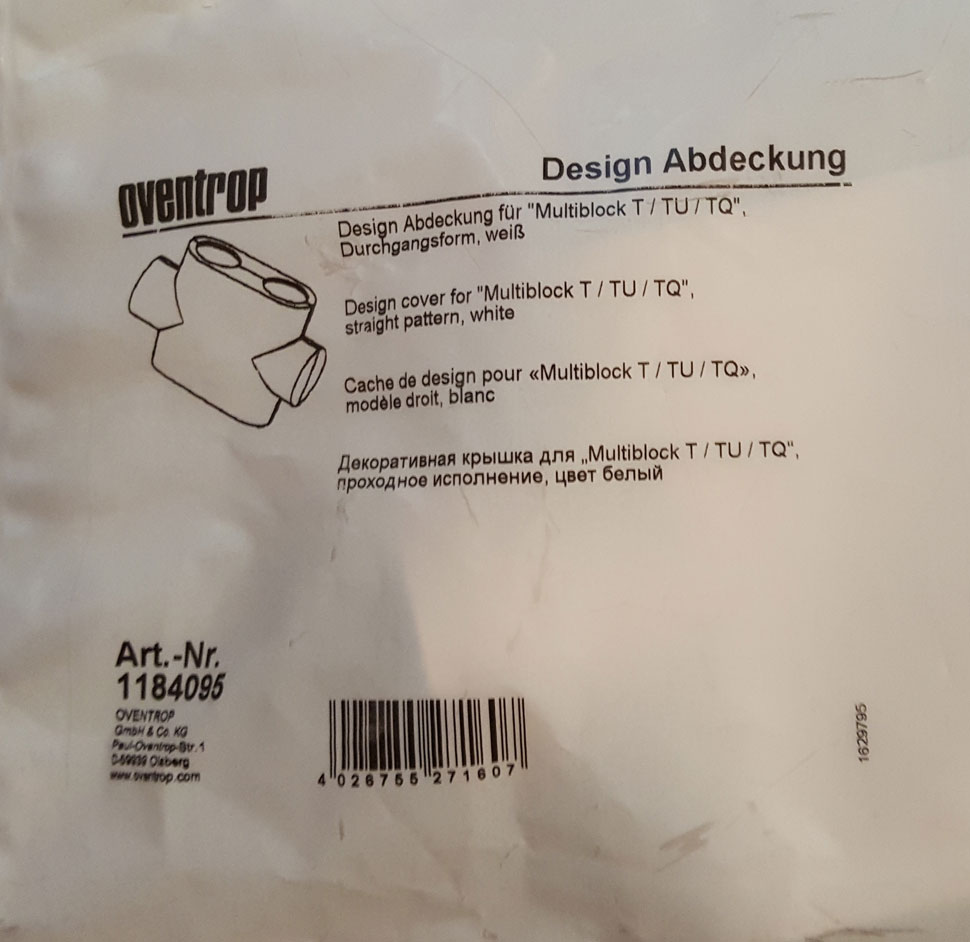 oventrop
Design Abdeckung
Design Abdeckung für "Multiblock T / TU / TQ",
Durchgangsform, weiß
Design cover for "Multiblock T / TU / TQ",
straight pattern, white
Cache de design pour «Multiblock T / TU / TQ»,
modèle droit, blanc
Декоративная крышка для „Multiblock T / TU / TQ“,
проходное исполнение, цвет белый
Art.-Nr.
1184095
OVENTROP
GmbH & Co. KG
Paul-Oventrop-Str. 1
D-59939 Olsberg
www.oventrop.com
4 026755 271607
1629795